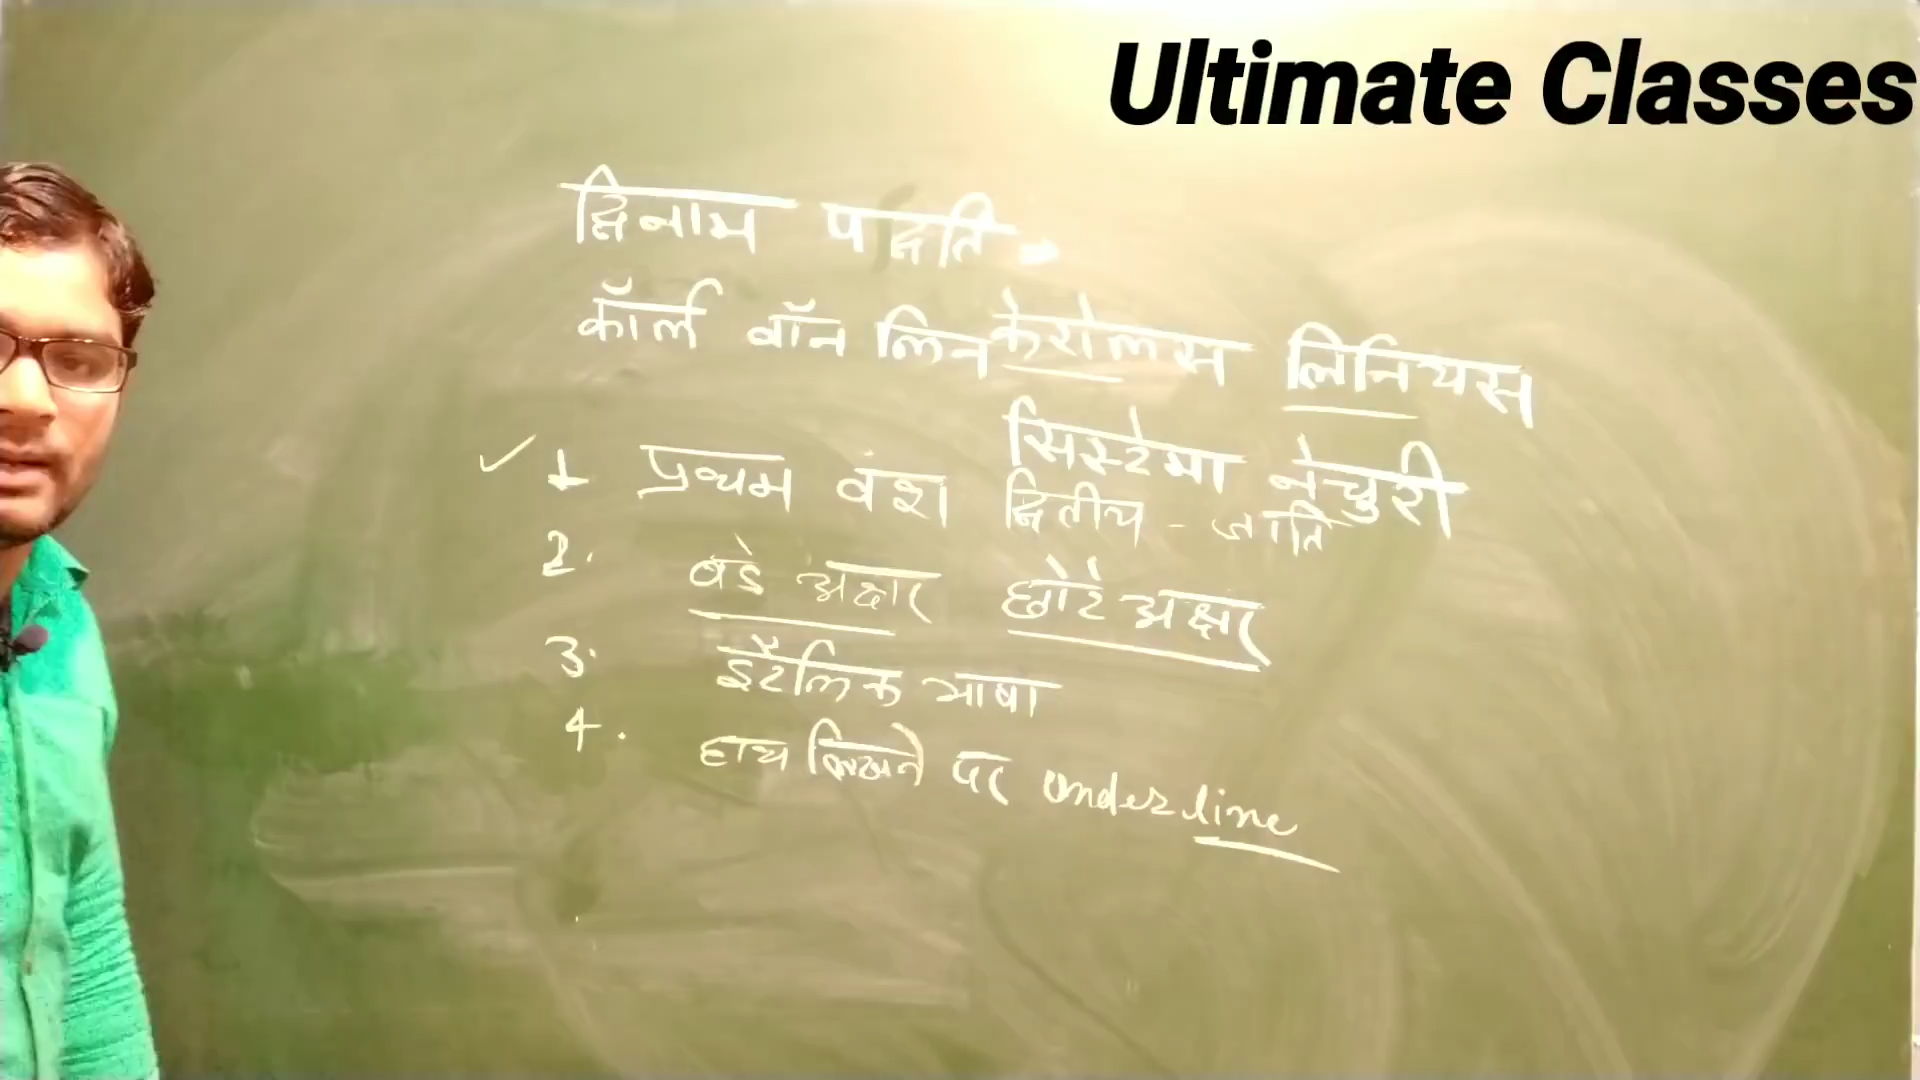 Ultimate Classes
द्विनाम पद्धति -
कॉर्ल वॉन लिन केरोलस लिनियस
सिस्टेमा नेचुरी
✓ 1 प्रथम वंश द्वितीय - जाति
2. बडे अक्षर छोटे अक्षर
3. इटैलिक भाषा
4. हाथ लिखने पर underline